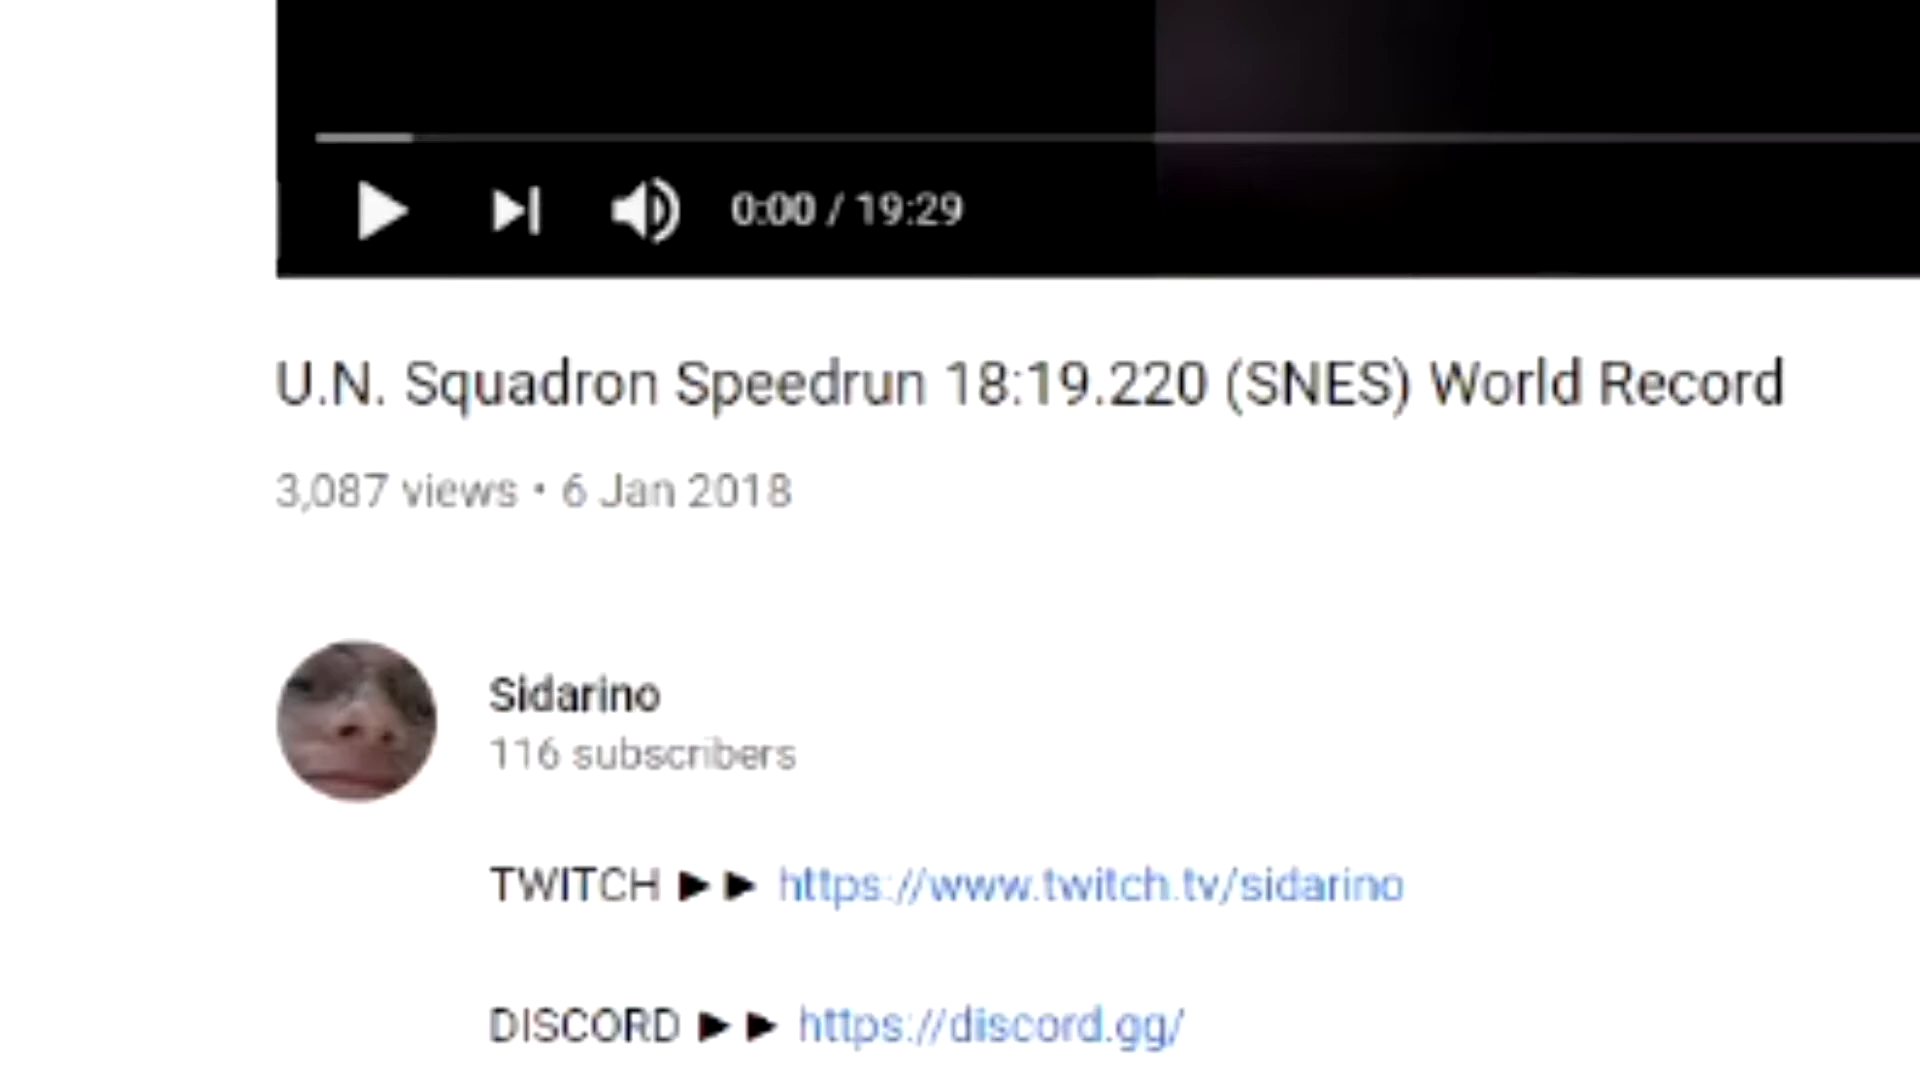 0:00 / 19:29
U.N. Squadron Speedrun 18:19.220 (SNES) World Record
3,087 views • 6 Jan 2018
Sidarino
116 subscribers
TWITCH ►► https://www.twitch.tv/sidarino
DISCORD ►► https://discord.gg/